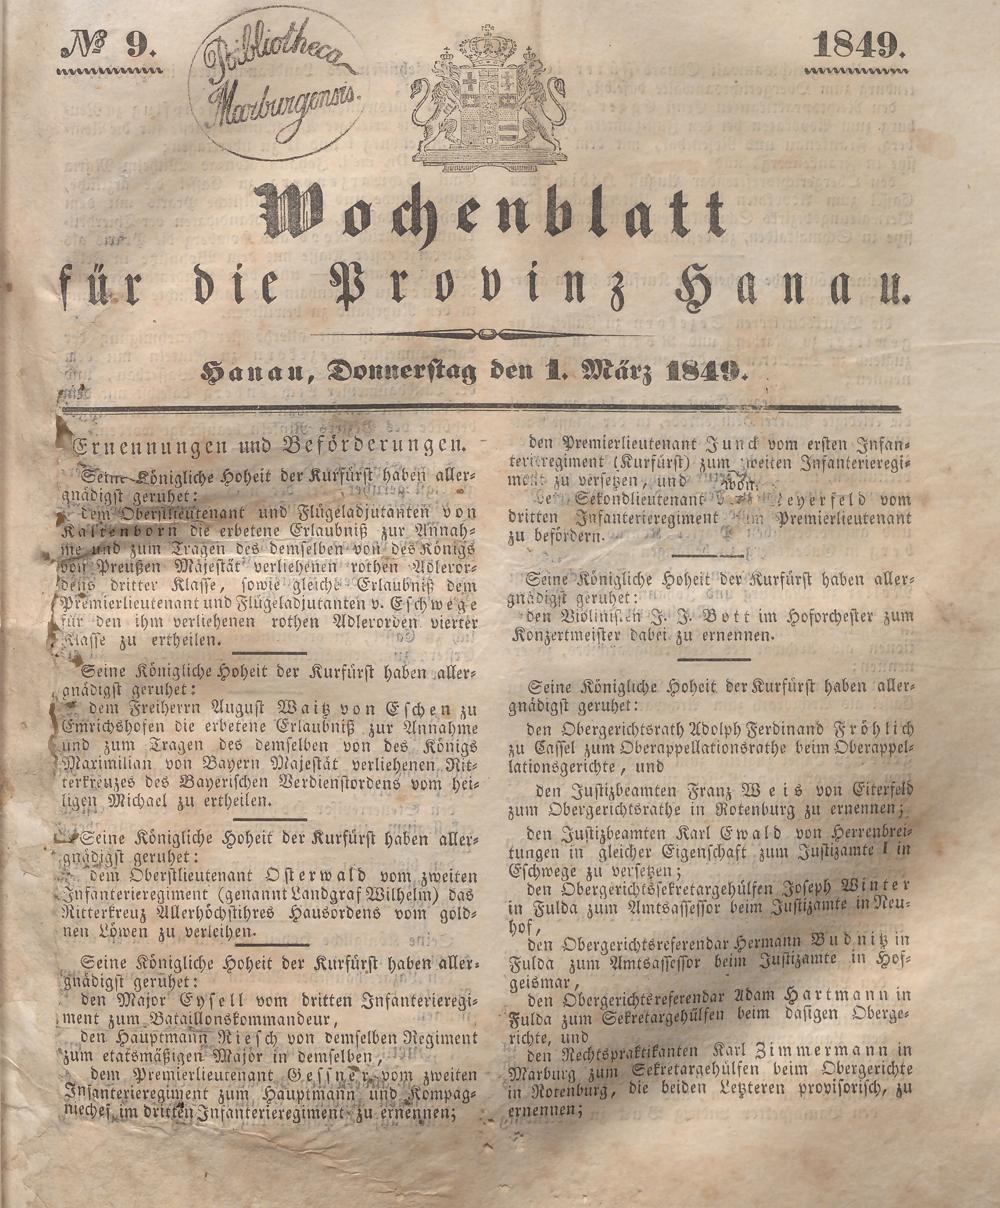 № 9.
Bibliotheca
Marburgensis.
1849.
Wochenblatt
für die Provinz Hanau.
Hanau, Donnerstag den 1. März 1849.
Ernennungen und Beförderungen.
Seine Königliche Hoheit der Kurfürst haben aller-
gnädigst geruhet:
dem Oberstlieutenant und Flügeladjutanten von
Kaltenborn die erbetene Erlaubniß zur Annah-
me und zum Tragen des demselben von des Königs
von Preußen Majestät verliehenen rothen Adleror-
dens dritter Klasse, sowie gleiche Erlaubniß dem
Premierlieutenant und Flügeladjutanten v. Eschwege
für den ihm verliehenen rothen Adlerorden vierter
Klasse zu ertheilen.
Seine Königliche Hoheit der Kurfürst haben aller-
gnädigst geruhet:
dem Freiherrn August Waitz von Eschen zu
Emrichshofen die erbetene Erlaubniß zur Annahme
und zum Tragen des demselben von des Königs
Maximilian von Bayern Majestät verliehenen Rit-
terkreuzes des Bayerischen Verdienstordens vom hei-
ligen Michael zu ertheilen.
Seine Königliche Hoheit der Kurfürst haben aller-
gnädigst geruhet:
dem Oberstlieutenant Osterwald vom zweiten
Infanterieregiment (genannt Landgraf Wilhelm) das
Ritterkreuz Allerhöchstihres Hausordens vom gold-
nen Löwen zu verleihen.
Seine Königliche Hoheit der Kurfürst haben aller-
gnädigst geruhet:
den Major Eysell vom dritten Infanterieregi-
ment zum Bataillonskommandeur,
den Hauptmann Riesch von demselben Regiment
zum etatsmäßigen Major in demselben,
dem Premierlieutenant Gessner vom zweiten
Infanterieregiment zum Hauptmann und Kompag-
niechef im dritten Infanterieregiment zu ernennen;
den Premierlieutenant Junck vom ersten Infan-
terieregiment (Kurfürst) zum zweiten Infanterieregi-
ment zu versetzen, und
Sekondlieutenant eyerfeld vom
dritten Infanterieregiment zum Premierlieutenant
zu befördern.
Seine Königliche Hoheit der Kurfürst haben aller-
gnädigst geruhet:
den Violinisten J. J. Bott im Hoforchester zum
Konzertmeister dabei zu ernennen.
Seine Königliche Hoheit der Kurfürst haben aller-
gnädigst geruhet:
den Obergerichtsrath Adolph Ferdinand Fröhlich
zu Cassel zum Oberappellationsrathe beim Oberappel-
lationsgerichte, und
den Justizbeamten Franz Weis von Eiterfeld
zum Obergerichtsrathe in Rotenburg zu ernennen;
den Justizbeamten Karl Ewald von Herrenbrei-
tungen in gleicher Eigenschaft zum Justizamte I in
Eschwege zu versetzen;
den Obergerichtssekretargehülfen Joseph Winter
in Fulda zum Amtsassessor beim Justizamte in Neu-
hof,
den Obergerichtsreferendar Hermann Budnitz in
Fulda zum Amtsassessor beim Justizamte in Hof-
geismar,
den Obergerichtsreferendar Adam Hartmann in
Fulda zum Sekretargehülfen beim dasigen Oberge-
richte, und
den Rechtspraktikanten Karl Zimmermann in
Marburg zum Sekretargehülfen beim Obergerichte
in Rotenburg, die beiden Letzteren provisorisch, zu
ernennen;